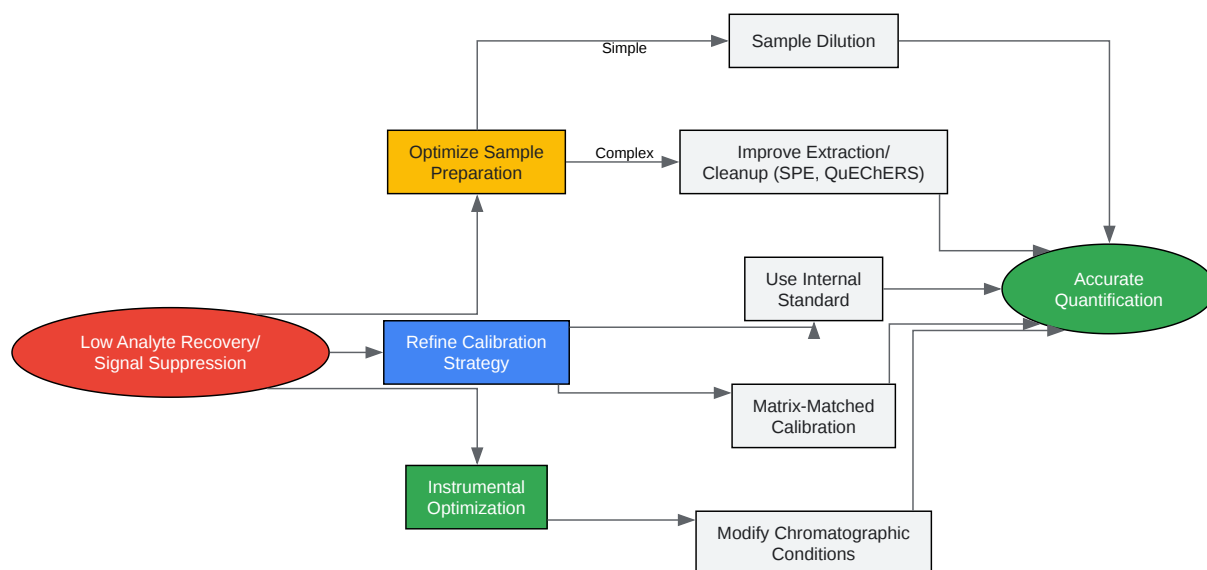 Sample Dilution
Simple
Optimize Sample
Preparation
Complex
Improve Extraction/
Cleanup (SPE, QuEChERS)
Use Internal
Standard
Accurate
Quantification
Low Analyte Recovery/
Signal Suppression
Refine Calibration
Strategy
Matrix-Matched
Calibration
Instrumental
Optimization
Modify Chromatographic
Conditions